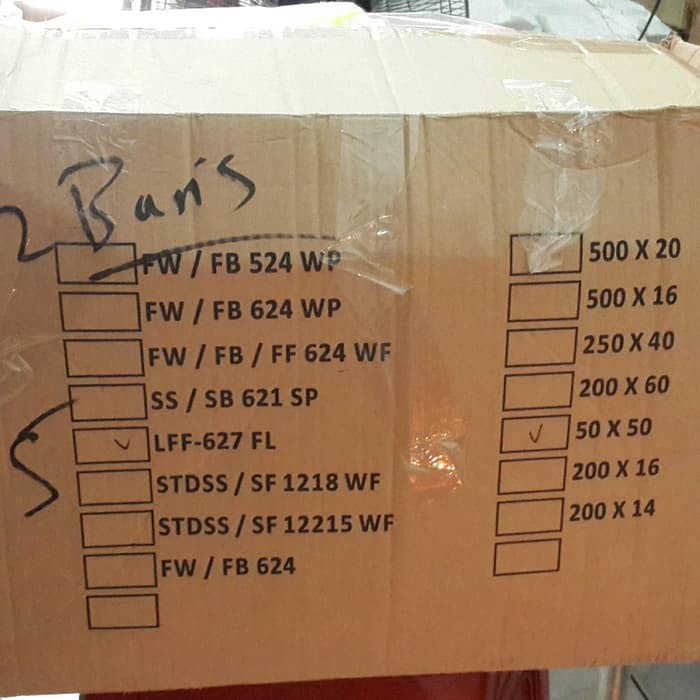 2 Bari's
FW / FB 524 WP
FW / FB 624 WP
FW / FB / FF 624 WF
SS / SB 621 SP
LFF-627 FL
STDSS / SF 1218 WF
STDSS / SF 12215 WF
FW / FB 624
5
500 X 20
500 X 16
250 X 40
200 X 60
50 X 50
200 X 16
200 X 14